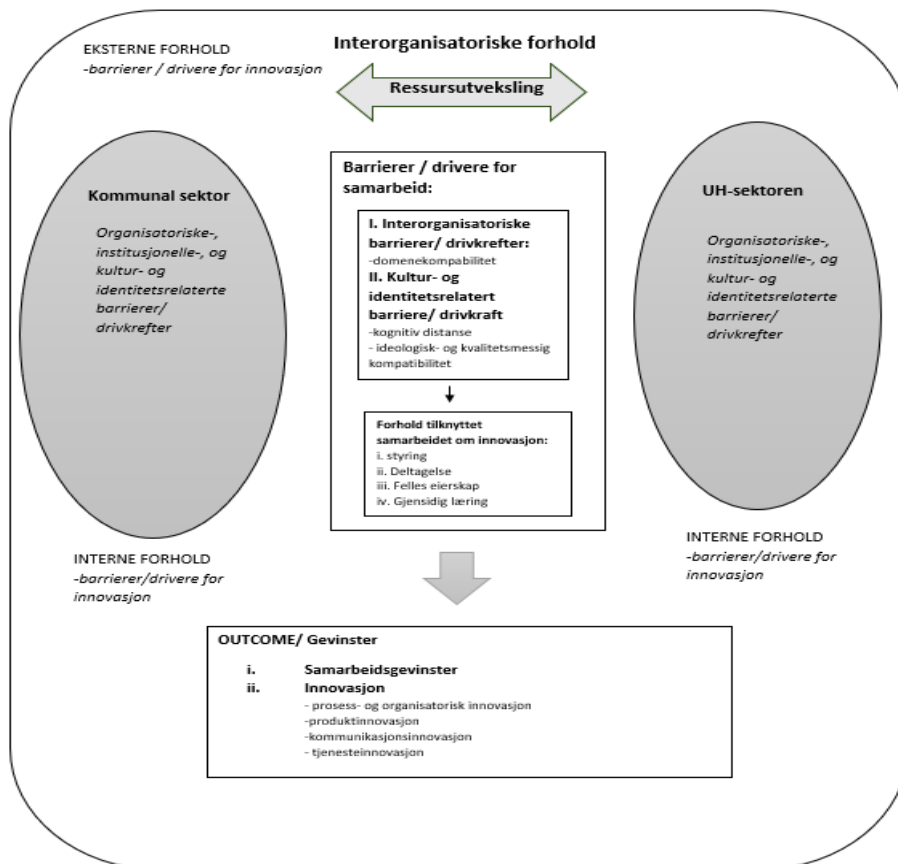 EKSTERNE FORHOLD
-barrierer / drivere for innovasjon
Interorganisatoriske forhold
Ressursutveksling
Kommunal sektor
Organisatoriske-,
institusjonelle-, og
kultur- og
identitetsrelaterte
barrierer/
drivkrefter
INTERNE FORHOLD
-barrierer/drivere for
innovasjon
Barrierer / drivere for
samarbeid:
I. Interorganisatoriske
barrierer/ drivkrefter:
-domenekompabilitet
II. Kultur- og
identitetsrelatert
barriere/ drivkraft
-kognitiv distanse
- ideologisk- og kvalitetsmessig
kompatibilitet
Forhold tilknyttet
samarbeidet om innovasjon:
i. styring
ii. Deltagelse
iii. Felles eierskap
iv. Gjensidig læring
UH-sektoren
Organisatoriske-,
institusjonelle-, og
kultur- og
identitetsrelaterte
barrierer/
drivkrefter
INTERNE FORHOLD
-barrierer/drivere for
innovasjon
OUTCOME/ Gevinster
i. Samarbeidsgevinster
ii. Innovasjon
- prosess- og organisatorisk innovasjon
-produktinnovasjon
-kommunikasjonsinnovasjon
- tjenesteinnovasjon